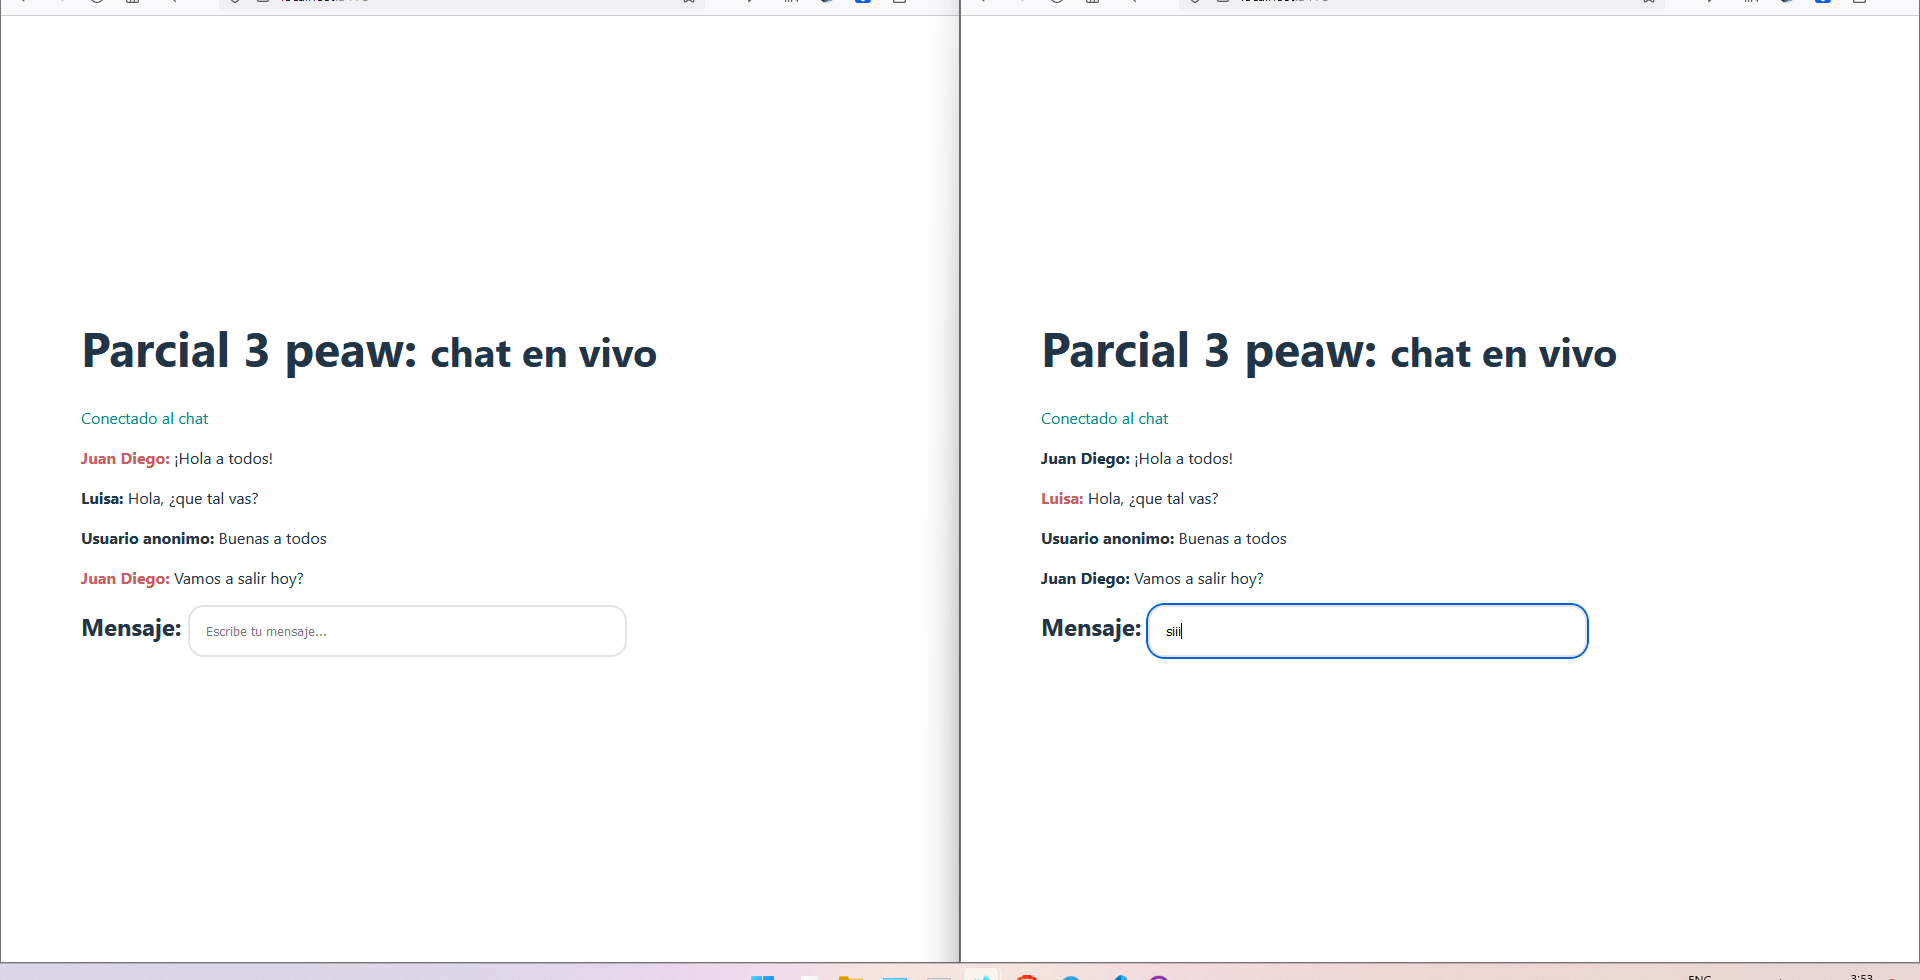 Parcial 3 peaw: chat en vivo
Conectado al chat
Juan Diego: ¡Hola a todos!
Luisa: Hola, ¿que tal vas?
Usuario anonimo: Buenas a todos
Juan Diego: Vamos a salir hoy?
Mensaje: Escribe tu mensaje...
Parcial 3 peaw: chat en vivo
Conectado al chat
Juan Diego: ¡Hola a todos!
Luisa: Hola, ¿que tal vas?
Usuario anonimo: Buenas a todos
Juan Diego: Vamos a salir hoy?
Mensaje: siii
3:53